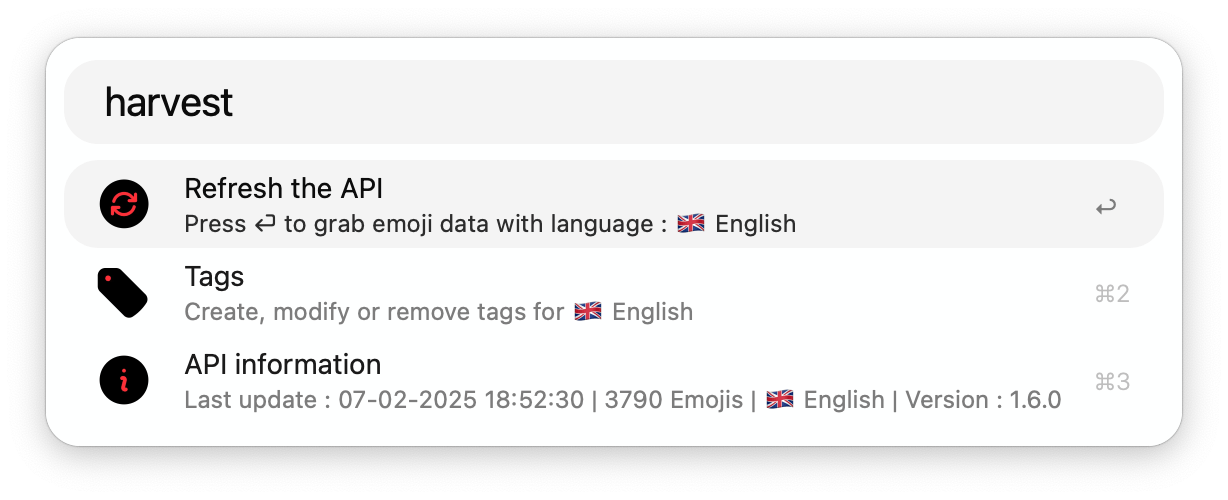 harvest
Refresh the API
Press ⏎ to grab emoji data with language : 🇬🇧 English
↩
Tags
Create, modify or remove tags for 🇬🇧 English
⌘2
API information
Last update : 07-02-2025 18:52:30 | 3790 Emojis | 🇬🇧 English | Version : 1.6.0
⌘3